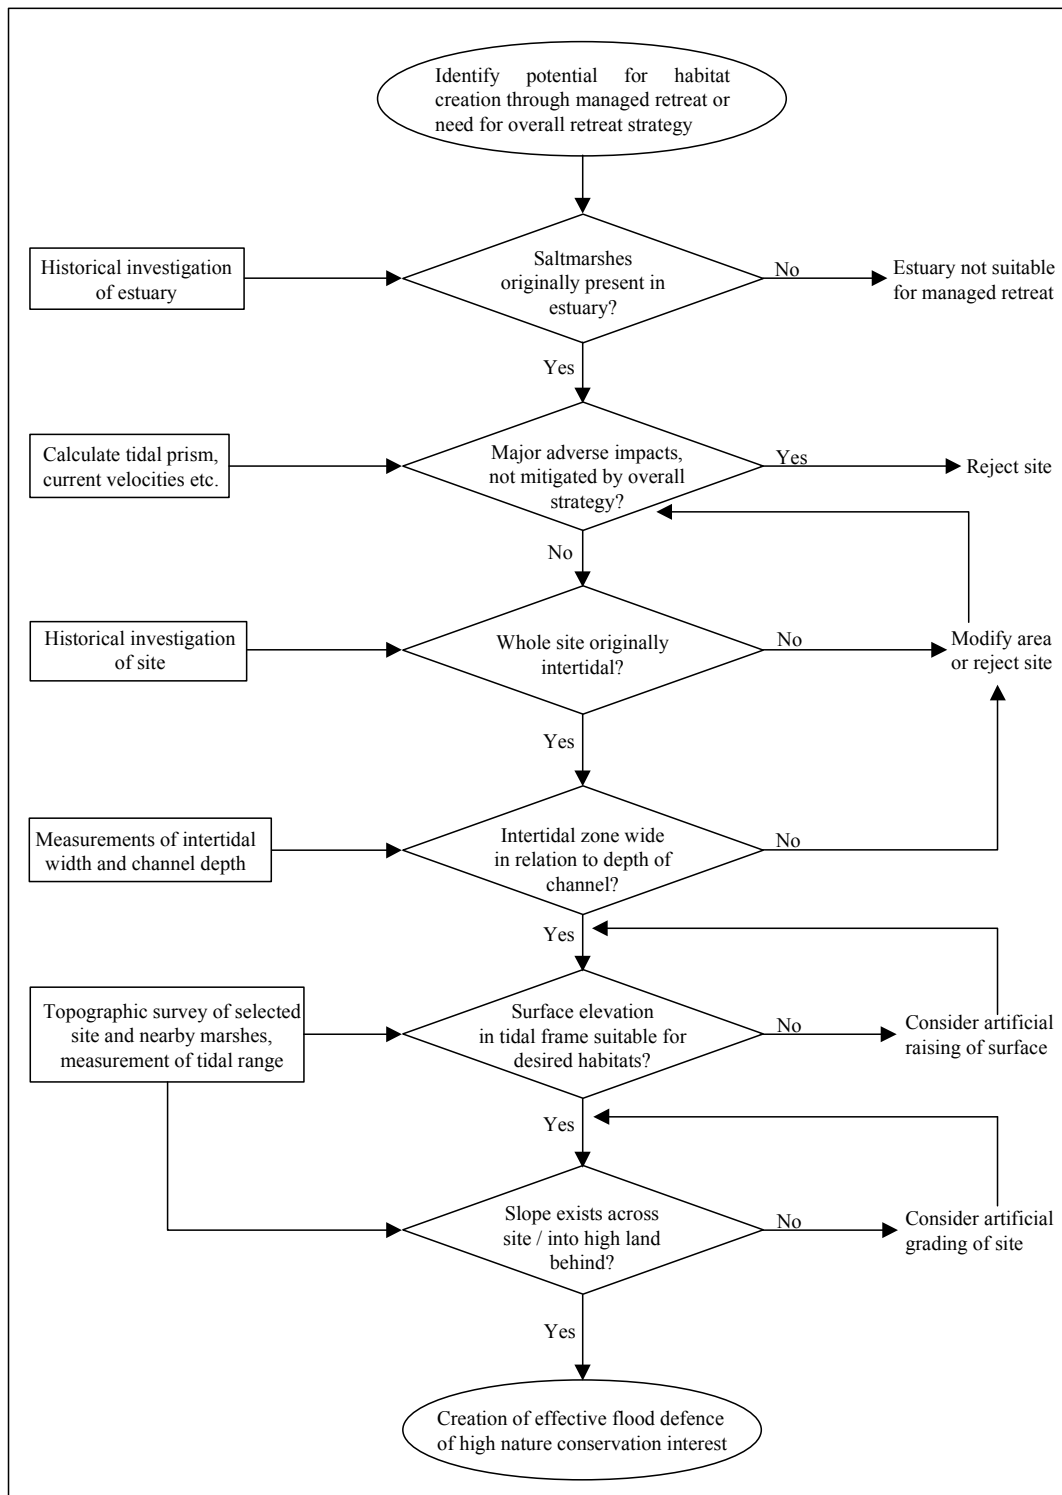 Identify potential for habitat
creation through managed retreat or
need for overall retreat strategy
Historical investigation
of estuary
Saltmarshes
originally present in
estuary?
No
Estuary not suitable
for managed retreat
Yes
Calculate tidal prism,
current velocities etc.
Major adverse impacts,
not mitigated by overall
strategy?
Yes
Reject site
No
Historical investigation
of site
Whole site originally
intertidal?
No
Modify area
or reject site
Yes
Measurements of intertidal
width and channel depth
Intertidal zone wide
in relation to depth of
channel?
No
Yes
Topographic survey of selected
site and nearby marshes,
measurement of tidal range
Surface elevation
in tidal frame suitable for
desired habitats?
No
Consider artificial
raising of surface
Yes
Slope exists across
site / into high land
behind?
No
Consider artificial
grading of site
Yes
Creation of effective flood defence
of high nature conservation interest